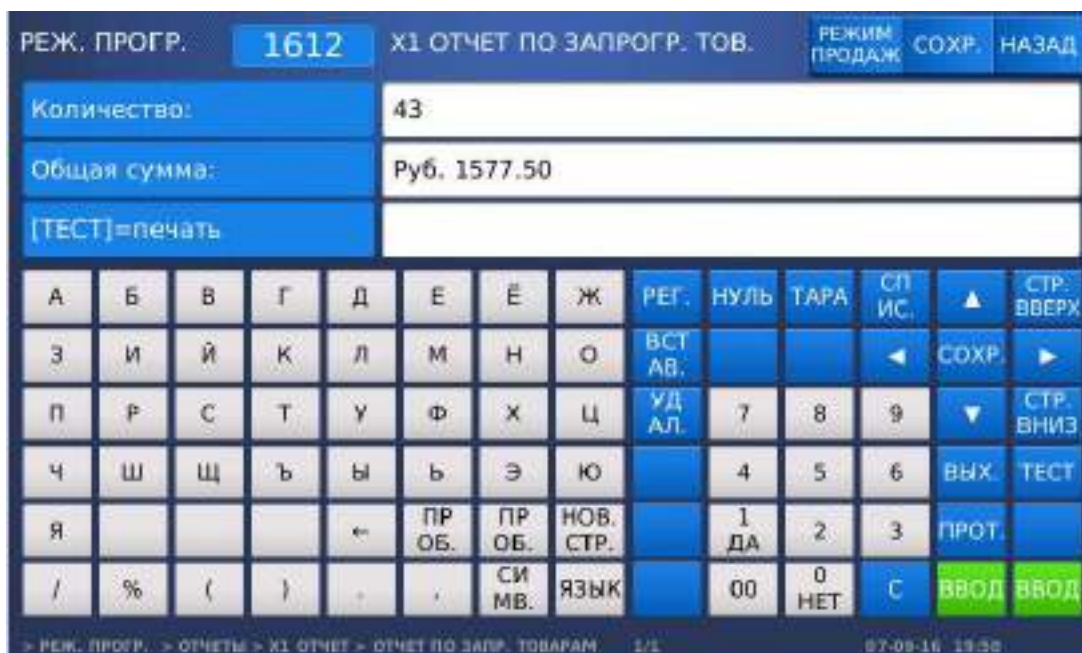 РЕЖ. ПРОГР. 1612 X1 ОТЧЕТ ПО ЗАПРОГР. ТОВ. РЕЖИМ ПРОДАЖ СОХР. НАЗАД
Количество: 43
Общая сумма: Руб. 1577.50
[ТЕСТ]=печать
А Б В Г Д Е Ё Ж РЕГ. НУЛЬ ТАРА СП ИС. ▲ СТР. ВВЕРХ
З И Й К Л М Н О ВСТ АВ. ◄ СОХР. ►
П Р С Т У Ф Х Ц УД АЛ. 7 8 9 ▼ СТР. ВНИЗ
Ч Ш Щ Ъ Ы Ь Э Ю 4 5 6 ВЫХ. ТЕСТ
Я ← ПР ОБ. ПР ОБ. НОВ. СТР. 1 ДА 2 3 ПРОТ.
/ % ( ) . , СИ МВ. ЯЗЫК 00 0 НЕТ С ВВОД ВВОД
> РЕЖ. ПРОГР. > ОТЧЕТЫ > X1 ОТЧЕТ > ОТЧЕТ ПО ЗАПР. ТОВАРАМ 1/1 07-09-16 19:50